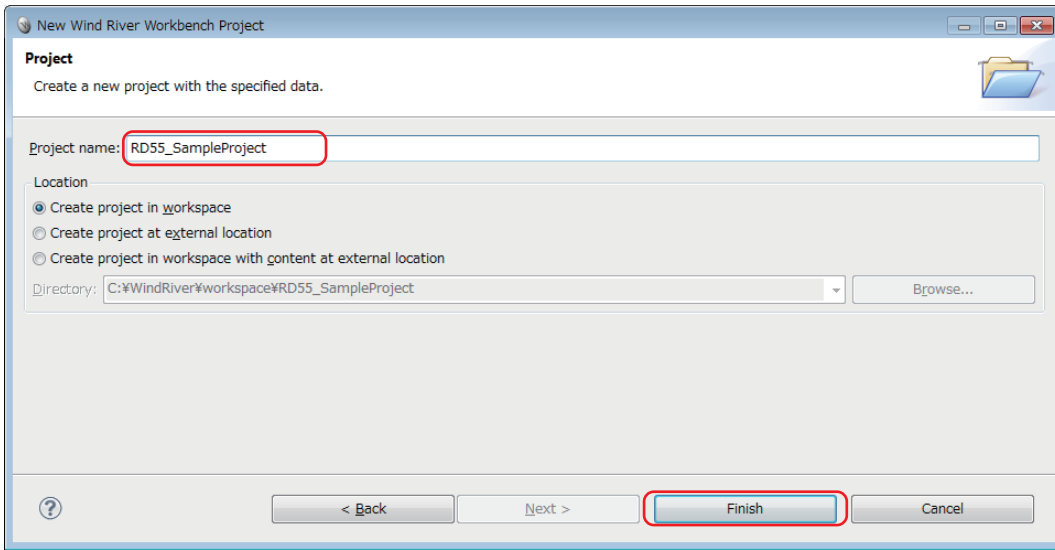 New Wind River Workbench Project
Project
Create a new project with the specified data.
Project name: RD55_SampleProject
Location
Create project in workspace
Create project at external location
Create project in workspace with content at external location
Directory: C:¥WindRiver¥workspace¥RD55_SampleProject Browse...
? < Back Next > Finish Cancel